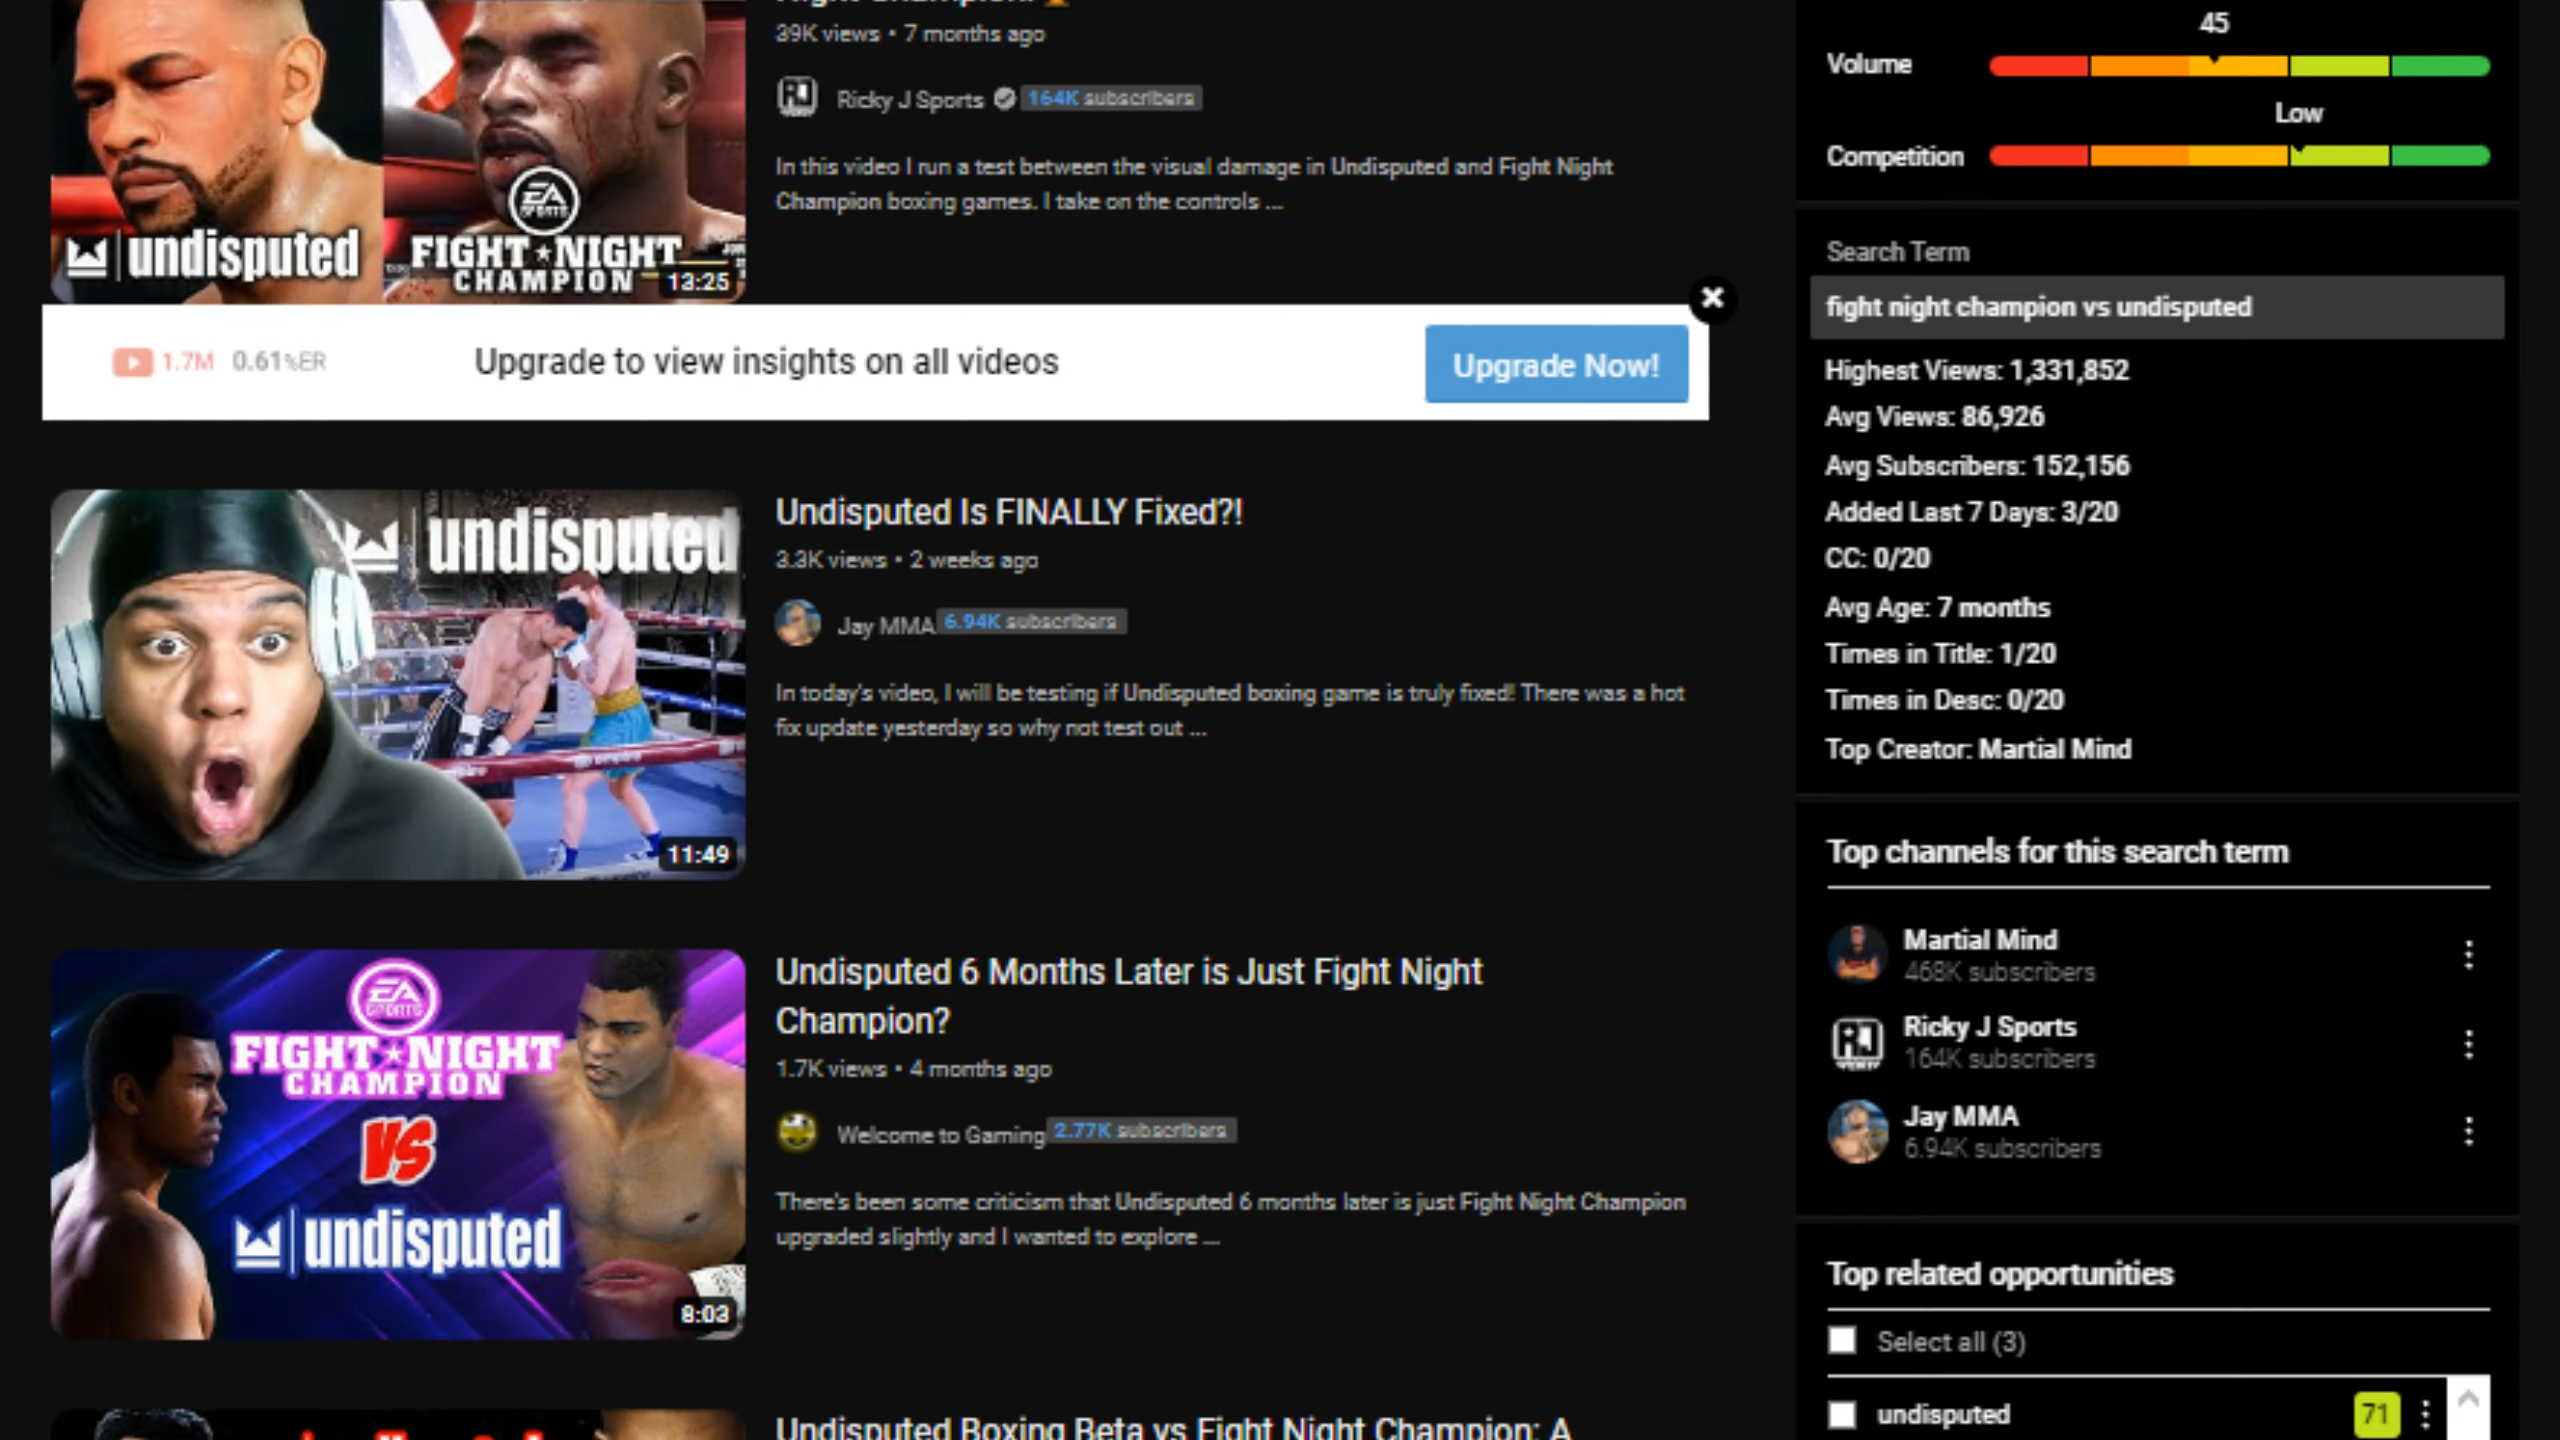 39K views • 7 months ago
Ricky J Sports 164K subscribers
In this video I run a test between the visual damage in Undisputed and Fight Night
Champion boxing games. I take on the controls ...
EA
SPORTS
undisputed
FIGHT NIGHT
CHAMPION
13:25
1.7M 0.61%ER
Upgrade to view insights on all videos
Upgrade Now!
undisputed
11:49
Undisputed Is FINALLY Fixed?!
3.3K views • 2 weeks ago
Jay MMA 6.94K subscribers
In today's video, I will be testing if Undisputed boxing game is truly fixed! There was a hot
fix update yesterday so why not test out ...
EA
SPORTS
FIGHT NIGHT
CHAMPION
VS
undisputed
8:03
Undisputed 6 Months Later is Just Fight Night
Champion?
1.7K views • 4 months ago
Welcome to Gaming 2.77K subscribers
There's been some criticism that Undisputed 6 months later is just Fight Night Champion
upgraded slightly and I wanted to explore ...
Undisputed Boxing Beta vs Fight Night Champion: A
45
Volume
Low
Competition
Search Term
fight night champion vs undisputed
Highest Views: 1,331,852
Avg Views: 86,926
Avg Subscribers: 152,156
Added Last 7 Days: 3/20
CC: 0/20
Avg Age: 7 months
Times in Title: 1/20
Times in Desc: 0/20
Top Creator: Martial Mind
Top channels for this search term
Martial Mind
468K subscribers
RJ
Ricky J Sports
164K subscribers
Jay MMA
6.94K subscribers
Top related opportunities
Select all (3)
undisputed 71